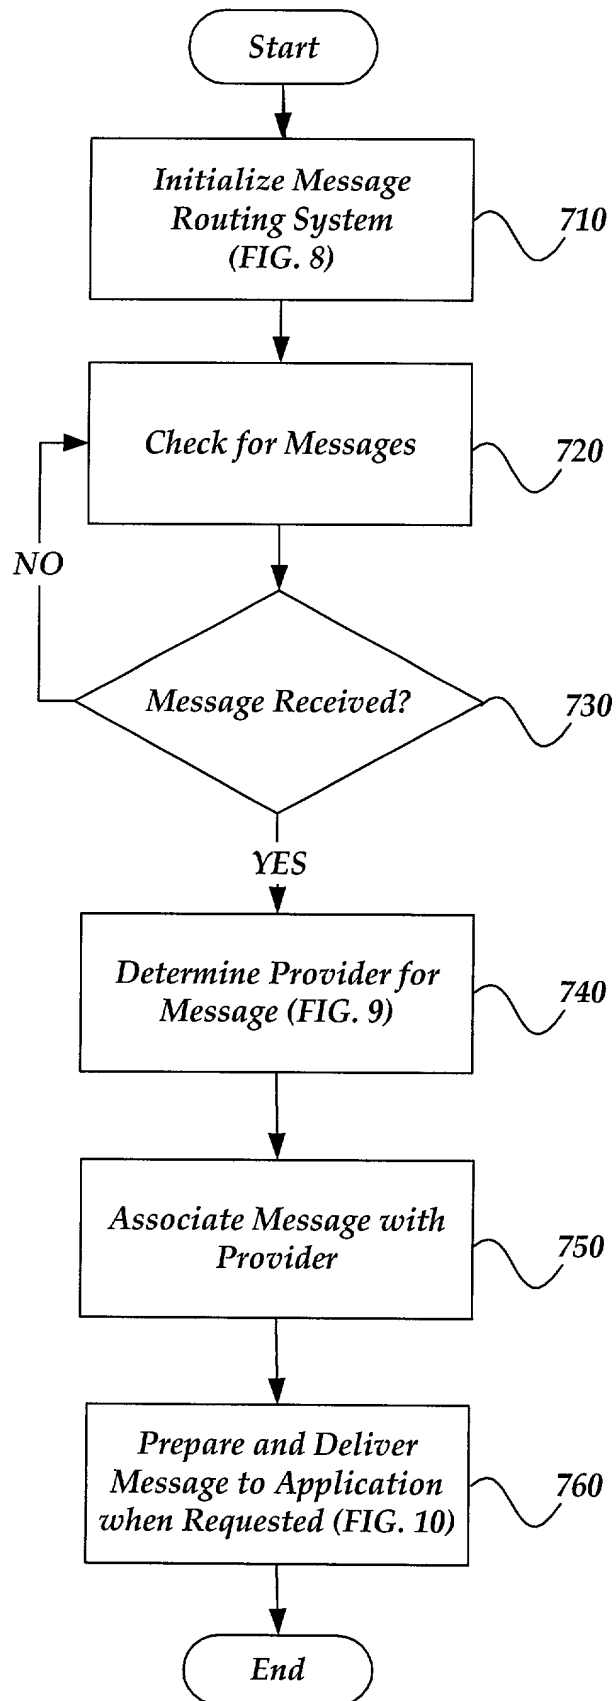 Start
Initialize Message
Routing System
(FIG. 8)
710
Check for Messages
720
NO
Message Received?
730
YES
Determine Provider for
Message (FIG. 9)
740
Associate Message with
Provider
750
Prepare and Deliver
Message to Application
when Requested (FIG. 10)
760
End